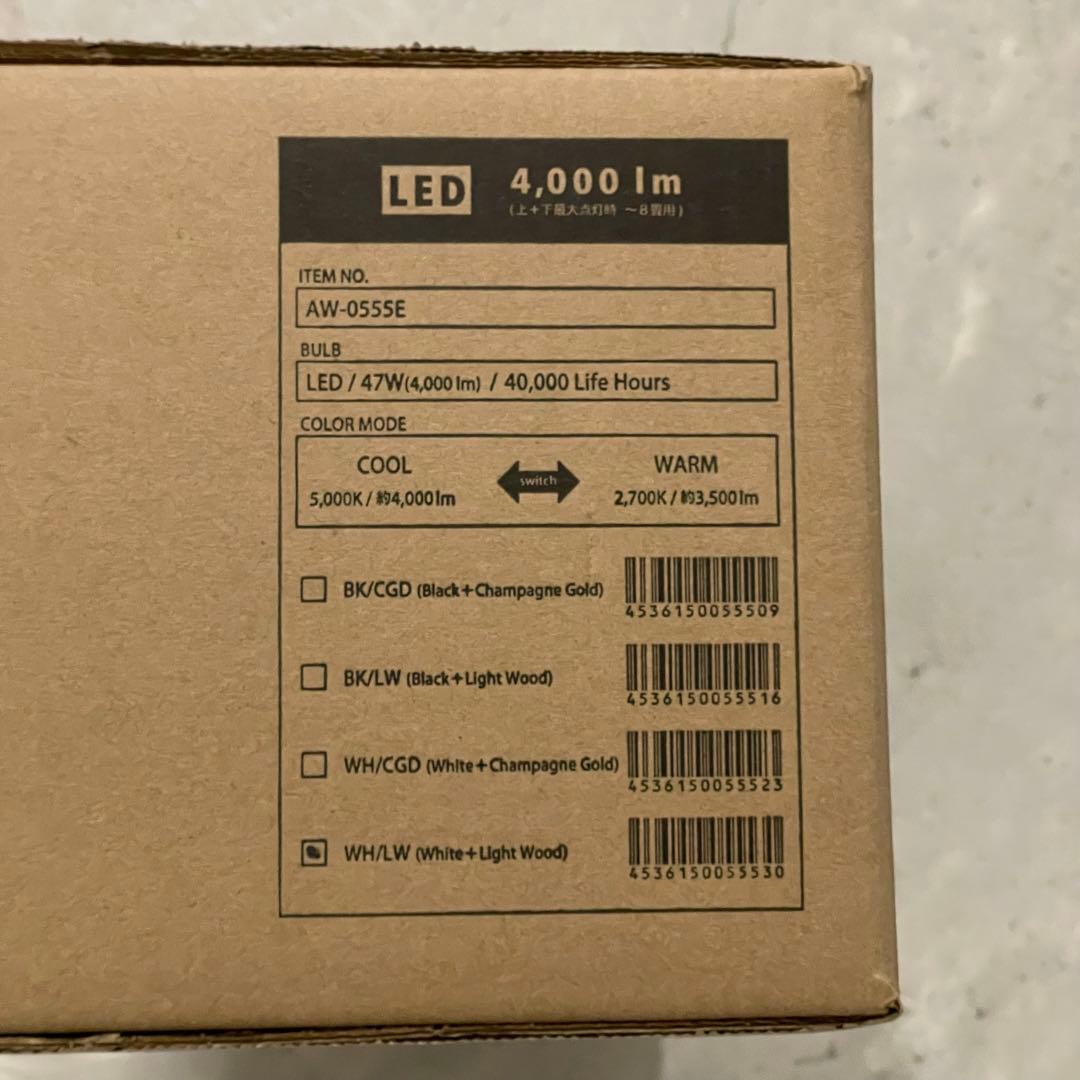 LED 4,000 lm
(上+下最大点灯時 ～8畳用)
ITEM NO.
AW-0555E
BULB
LED / 47W(4,000 lm) / 40,000 Life Hours
COLOR MODE
COOL switch WARM
5,000K / 約4,000lm 2,700K / 約3,500lm
BK/CGD (Black+Champagne Gold)
4536150055509
BK/LW (Black+Light Wood)
4536150055516
WH/CGD (White+Champagne Gold)
4536150055523
WH/LW (White+Light Wood)
4536150055530